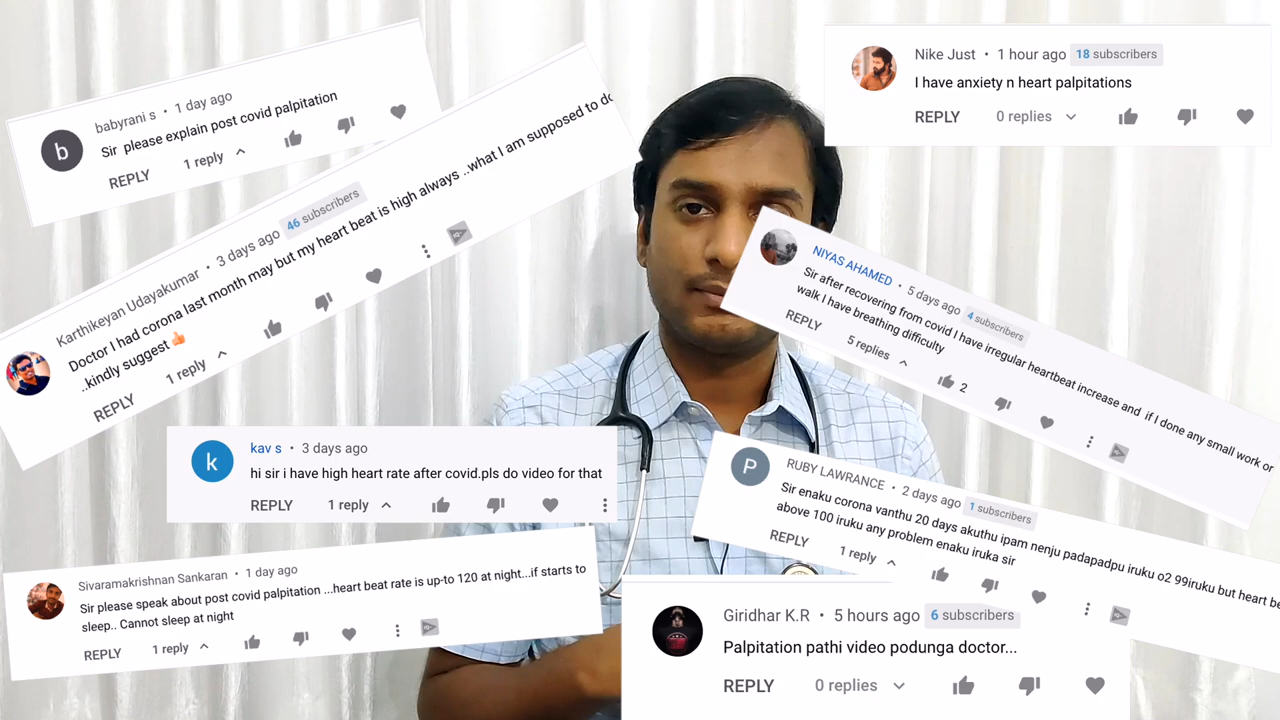 babyrani s • 1 day ago
Sir please explain post covid palpitation
REPLY 1 reply
b
Karthikeyan Udayakumar • 3 days ago 46 subscribers
Doctor I had corona last month may but my heart beat is high always ..what I am supposed to do
..kindly suggest 👍
REPLY 1 reply
k
kav s • 3 days ago
hi sir i have high heart rate after covid.pls do video for that
REPLY 1 reply
Sivaramakrishnan Sankaran • 1 day ago
Sir please speak about post covid palpitation ...heart beat rate is up-to 120 at night...if starts to
sleep.. Cannot sleep at night
REPLY 1 reply
Nike Just • 1 hour ago 18 subscribers
I have anxiety n heart palpitations
REPLY 0 replies
NIYAS AHAMED • 5 days ago 4 subscribers
Sir after recovering from covid I have irregular heartbeat increase and if I done any small work or
walk I have breathing difficulty
REPLY 5 replies 2
P
RUBY LAWRANCE • 2 days ago 1 subscribers
Sir enaku corona vanthu 20 days akuthu ipam nenju padapadpu iruku o2 99iruku but heart be
above 100 iruku any problem enaku iruka sir
REPLY 1 reply
Giridhar K.R • 5 hours ago 6 subscribers
Palpitation pathi video podunga doctor...
REPLY 0 replies